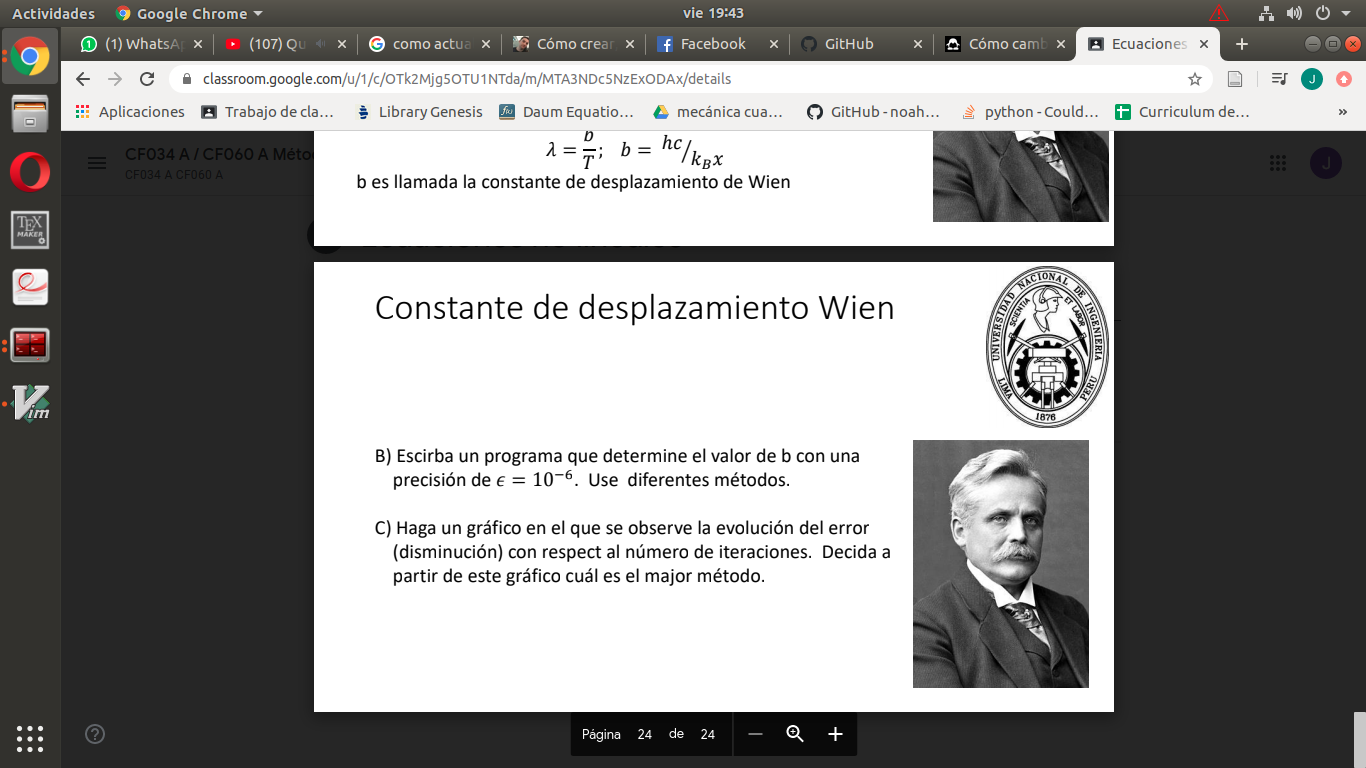 Actividades
Google Chrome
vie 19:43
(1) WhatsA
(107) Qu
como actua
Cómo crear
Facebook
GitHub
Cómo camb
Ecuaciones
classroom.google.com/u/1/c/OTk2Mjg5OTU1NTda/m/MTA3NDc5NzExODAx/details
J
Aplicaciones
Trabajo de cla...
Library Genesis
Daum Equatio...
mecánica cua...
GitHub - noah...
python - Could...
Curriculum de...
»
CF034 A / CF060 A Méto
CF034 A CF060 A
J
λ = b/T; b = hc/k_B x
b es llamada la constante de desplazamiento de Wien
Constante de desplazamiento Wien
UNIVERSIDAD NACIONAL DE INGENIERIA
SCIENTIA ET LABOR
LIMA PERU
1876
B) Escirba un programa que determine el valor de b con una
precisión de ϵ = 10⁻⁶. Use diferentes métodos.
C) Haga un gráfico en el que se observe la evolución del error
(disminución) con respect al número de iteraciones. Decida a
partir de este gráfico cuál es el major método.
TEX
MAKER
Vim
Página 24 de 24